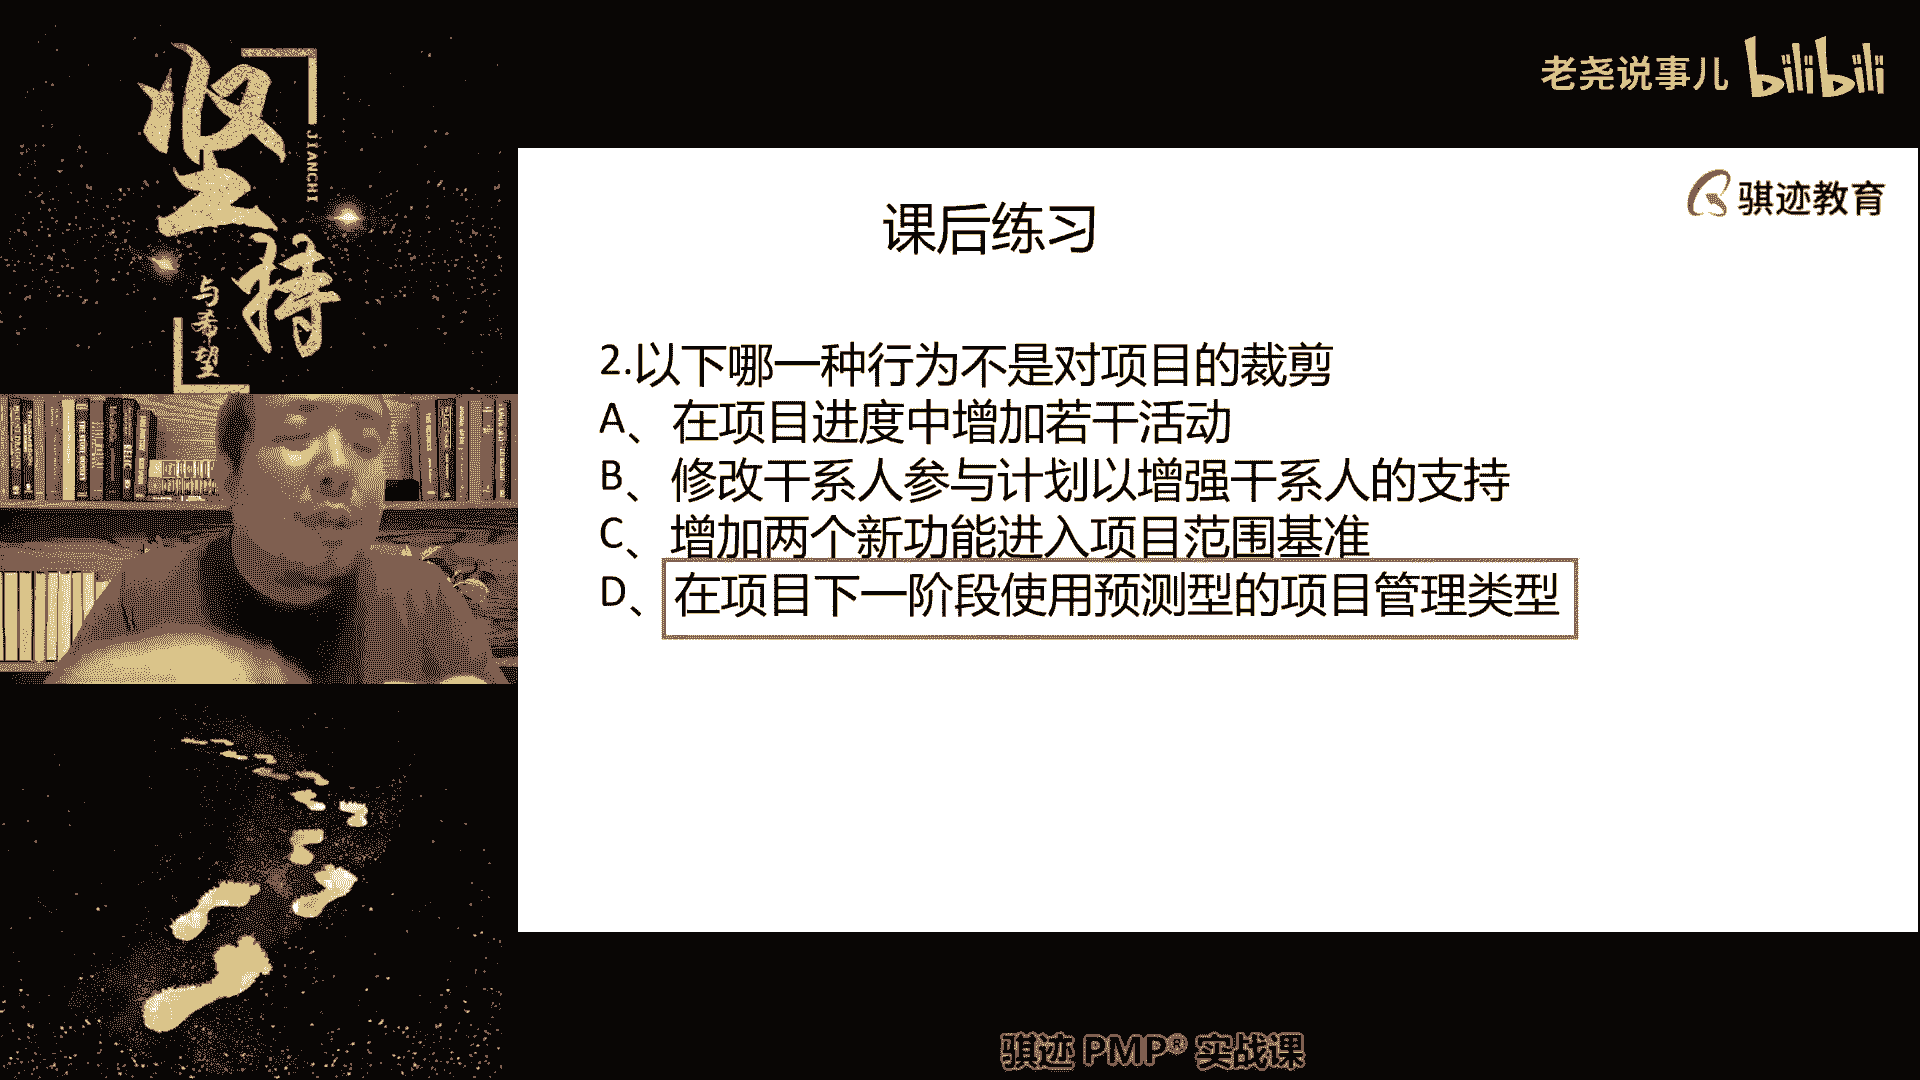 坚持
JIANCHI
与希望
老尧说事儿 bilibili
骐迹教育
课后练习
2.以下哪一种行为不是对项目的裁剪
A、在项目进度中增加若干活动
B、修改干系人参与计划以增强干系人的支持
C、增加两个新功能进入项目范围基准
D、在项目下一阶段使用预测型的项目管理类型
骐迹 PMP® 实战课